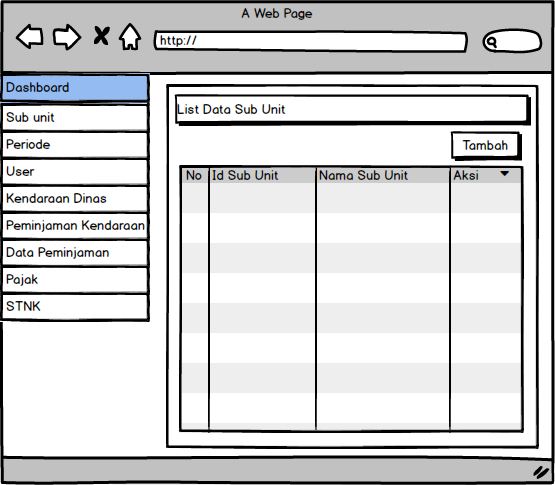 A Web Page
http://
Dashboard
Sub unit
Periode
User
Kendaraan Dinas
Peminjaman Kendaraan
Data Peminjaman
Pajak
STNK
List Data Sub Unit
Tambah
No Id Sub Unit Nama Sub Unit Aksi